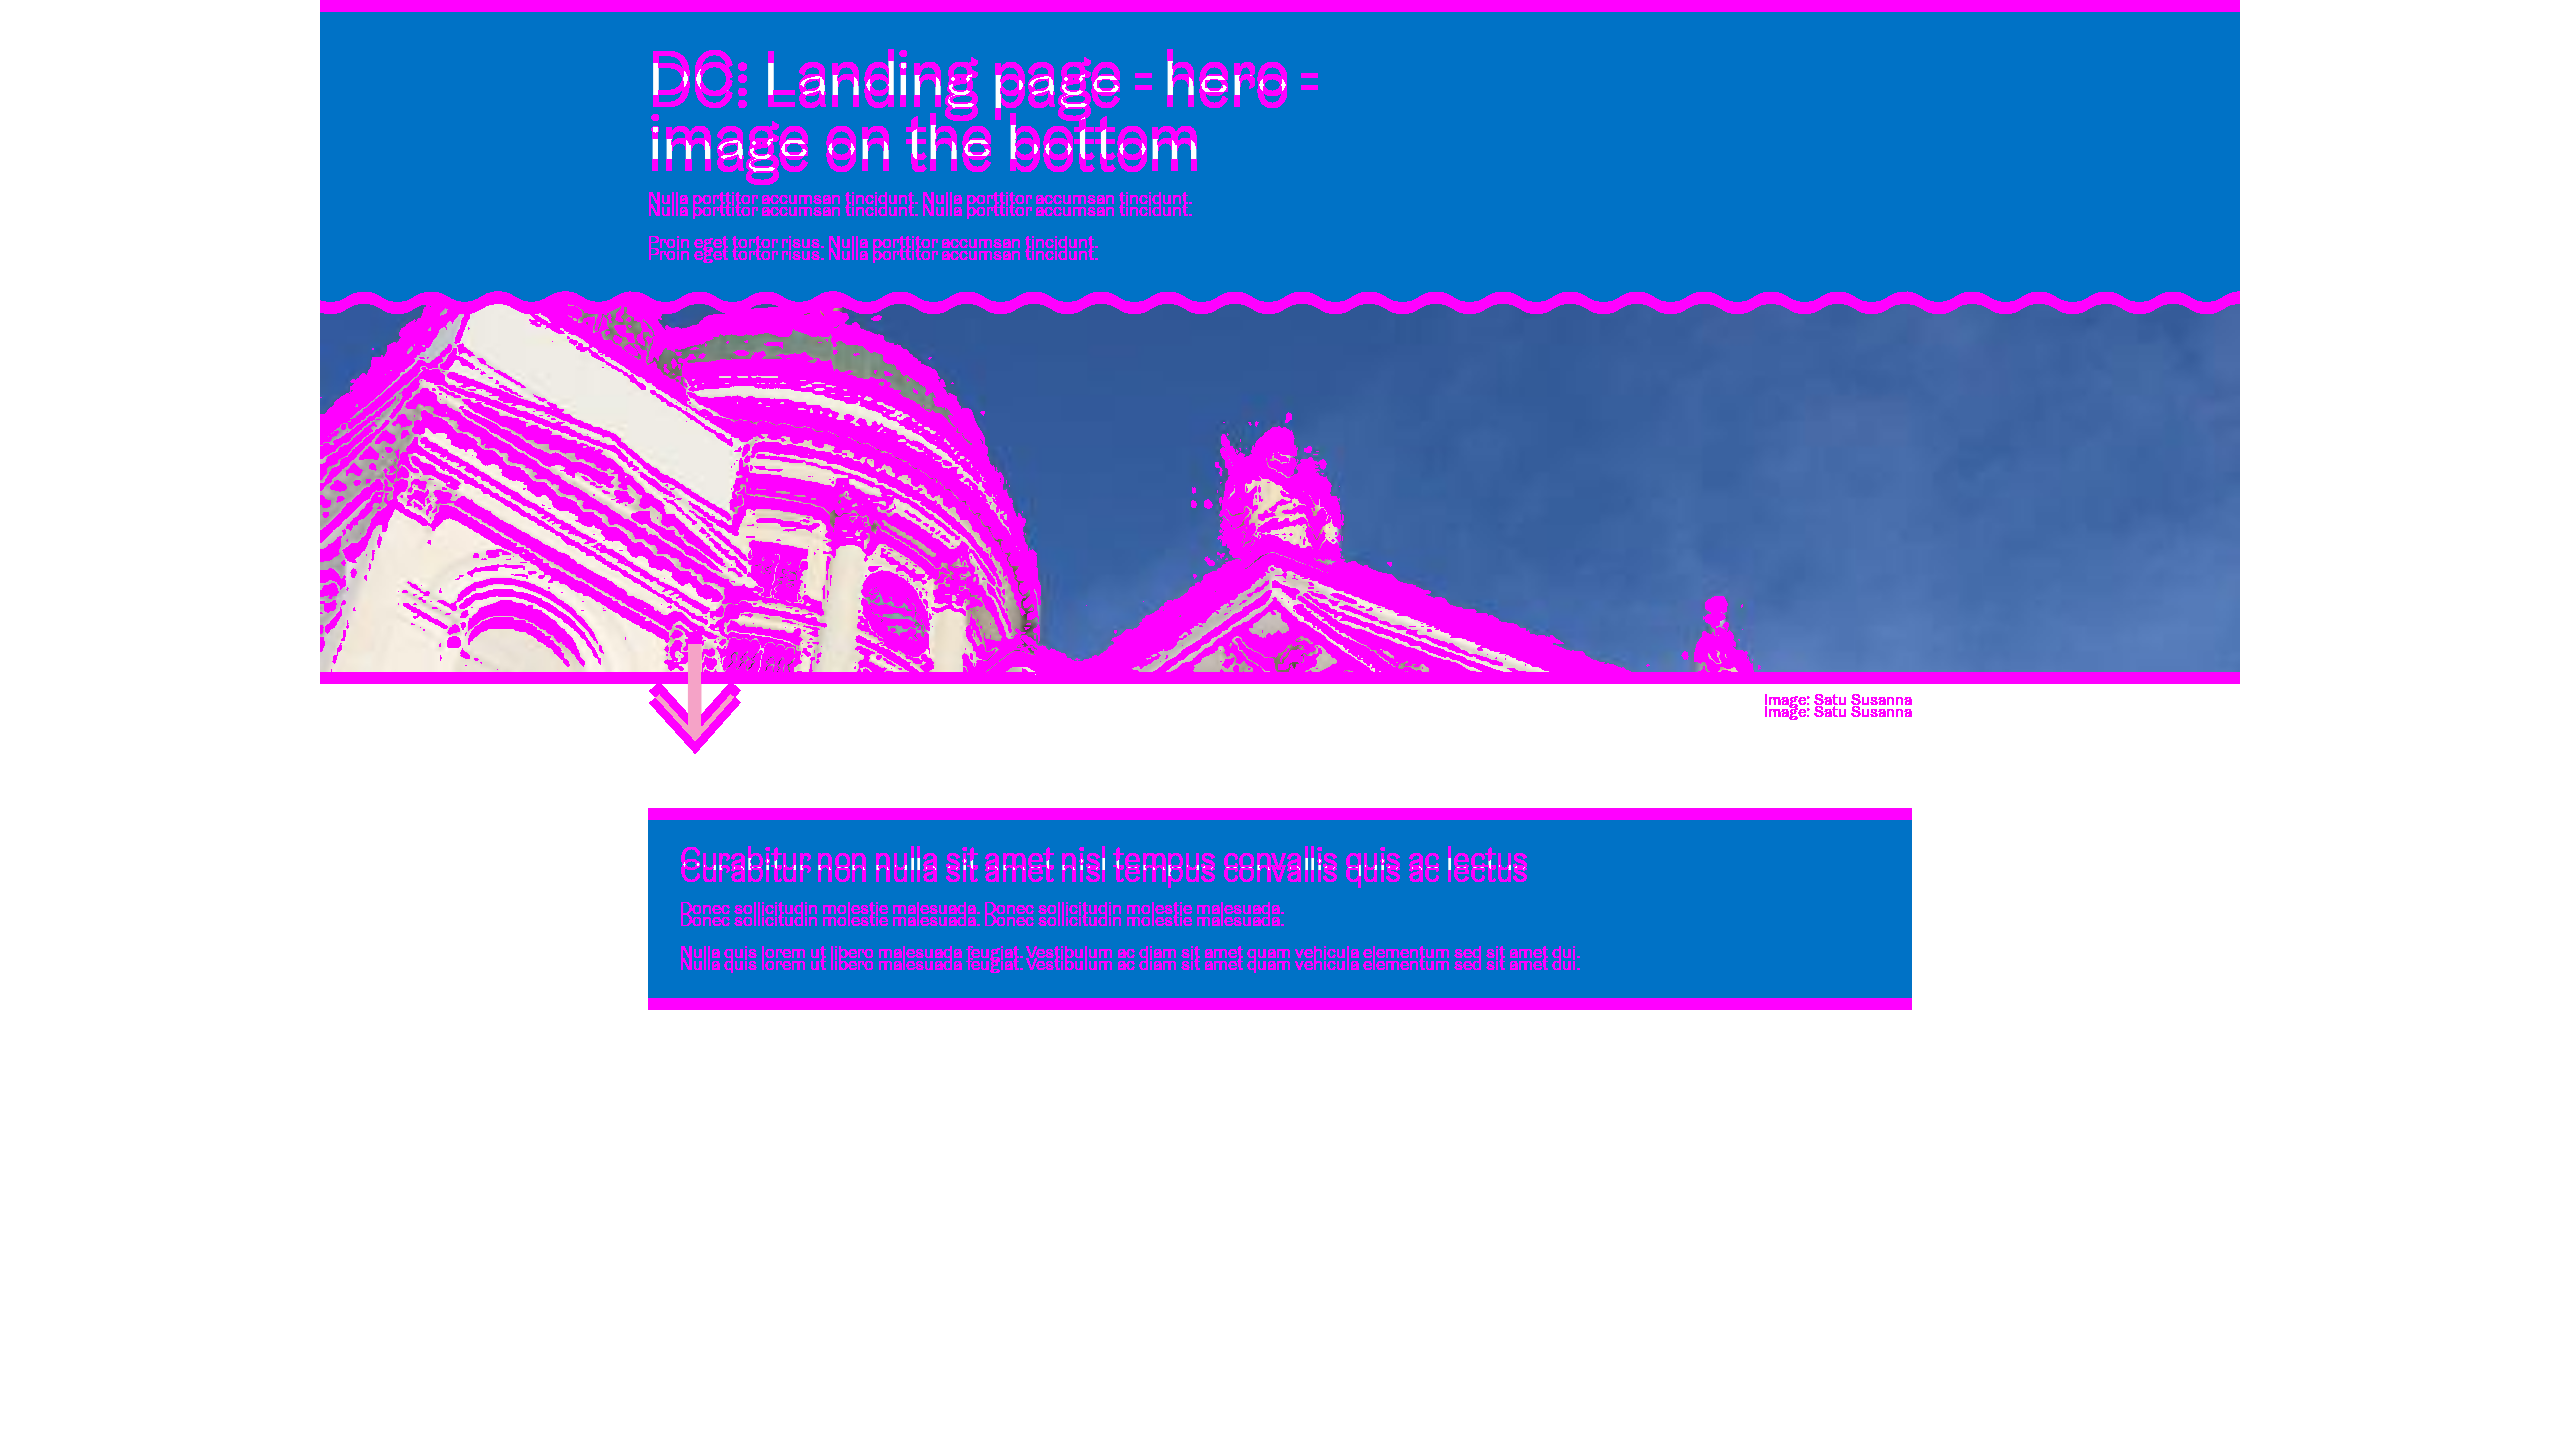 DC: Landing page - hero -
image on the bottom
Nulla porttitor accumsan tincidunt. Nulla porttitor accumsan tincidunt.
Proin eget tortor risus. Nulla porttitor accumsan tincidunt.
Image: Satu Susanna
Curabitur non nulla sit amet nisl tempus convallis quis ac lectus
Donec sollicitudin molestie malesuada. Donec sollicitudin molestie malesuada.
Nulla quis lorem ut libero malesuada feugiat. Vestibulum ac diam sit amet quam vehicula elementum sed sit amet dui.